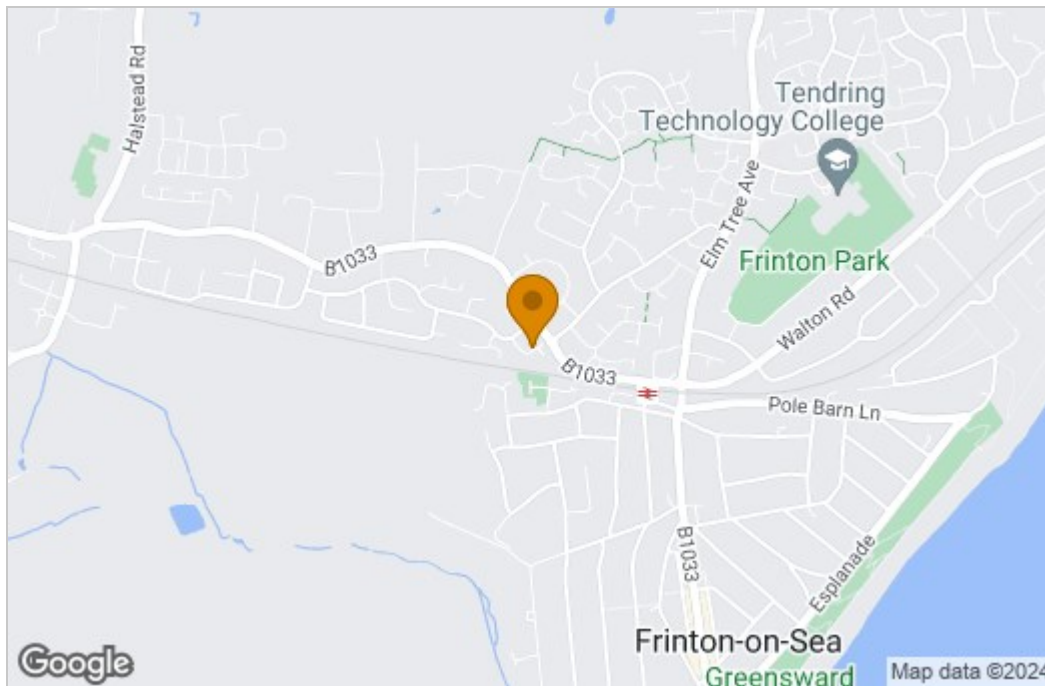 Halstead Rd
Tendring
Technology College
Elm Tree Ave
B1033
Frinton Park
Walton Rd
B1033
Pole Barn Ln
B1033
Esplanade
Frinton-on-Sea
Greensward
Google
Map data ©2024